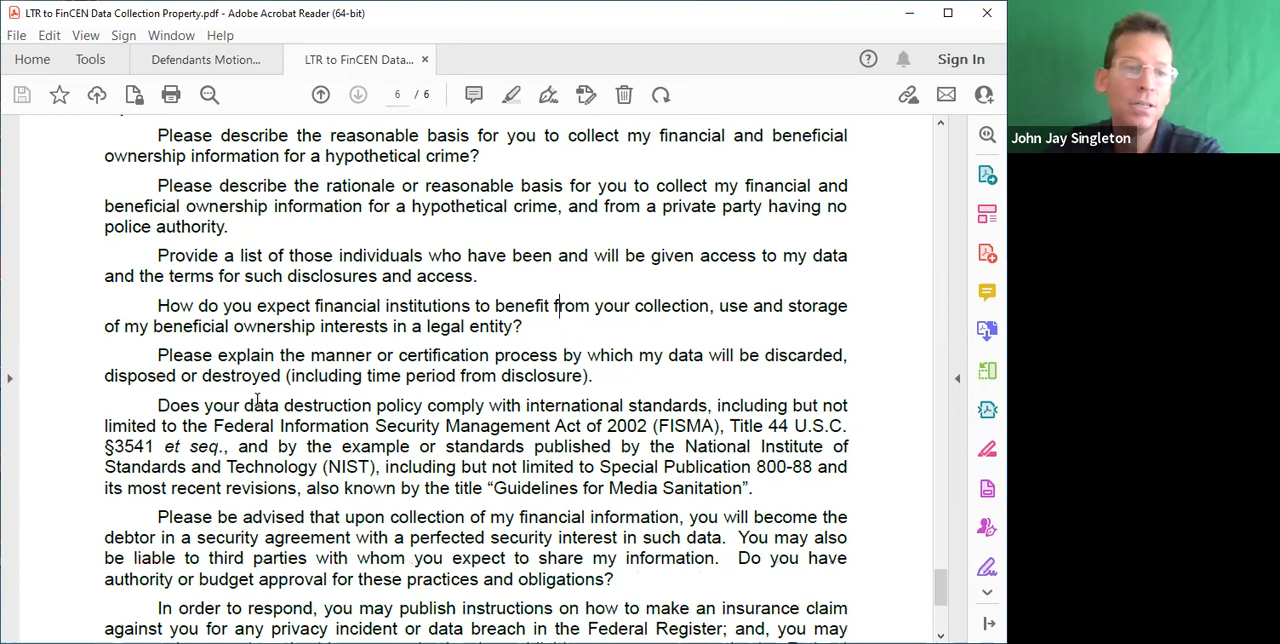 LTR to FinCEN Data Collection Property.pdf - Adobe Acrobat Reader (64-bit)
File Edit View Sign Window Help
Home Tools Defendants Motion... LTR to FinCEN Data... × Sign In
6 / 6
John Jay Singleton
Please describe the reasonable basis for you to collect my financial and beneficial
ownership information for a hypothetical crime?
Please describe the rationale or reasonable basis for you to collect my financial and
beneficial ownership information for a hypothetical crime, and from a private party having no
police authority.
Provide a list of those individuals who have been and will be given access to my data
and the terms for such disclosures and access.
How do you expect financial institutions to benefit from your collection, use and storage
of my beneficial ownership interests in a legal entity?
Please explain the manner or certification process by which my data will be discarded,
disposed or destroyed (including time period from disclosure).
Does your data destruction policy comply with international standards, including but not
limited to the Federal Information Security Management Act of 2002 (FISMA), Title 44 U.S.C.
§3541 et seq., and by the example or standards published by the National Institute of
Standards and Technology (NIST), including but not limited to Special Publication 800-88 and
its most recent revisions, also known by the title “Guidelines for Media Sanitation”.
Please be advised that upon collection of my financial information, you will become the
debtor in a security agreement with a perfected security interest in such data. You may also
be liable to third parties with whom you expect to share my information. Do you have
authority or budget approval for these practices and obligations?
In order to respond, you may publish instructions on how to make an insurance claim
against you for any privacy incident or data breach in the Federal Register; and, you may